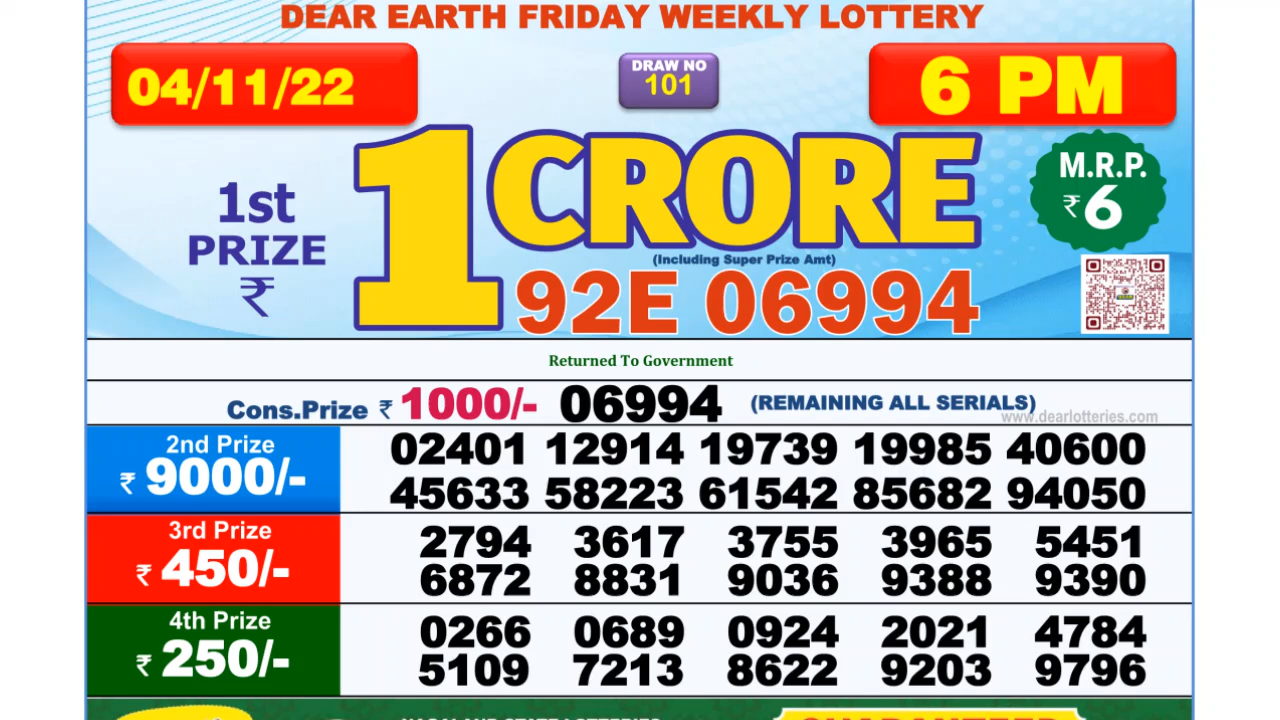 DEAR EARTH FRIDAY WEEKLY LOTTERY
04/11/22
DRAW NO
101
6 PM
1st
PRIZE
₹
1 CRORE
(Including Super Prize Amt)
92E 06994
M.R.P.
₹6
Returned To Government
Cons.Prize ₹ 1000/- 06994 (REMAINING ALL SERIALS)
www.dearlotteries.com
2nd Prize
₹ 9000/-
02401 12914 19739 19985 40600
45633 58223 61542 85682 94050
3rd Prize
₹ 450/-
2794 3617 3755 3965 5451
6872 8831 9036 9388 9390
4th Prize
₹ 250/-
0266 0689 0924 2021 4784
5109 7213 8622 9203 9796